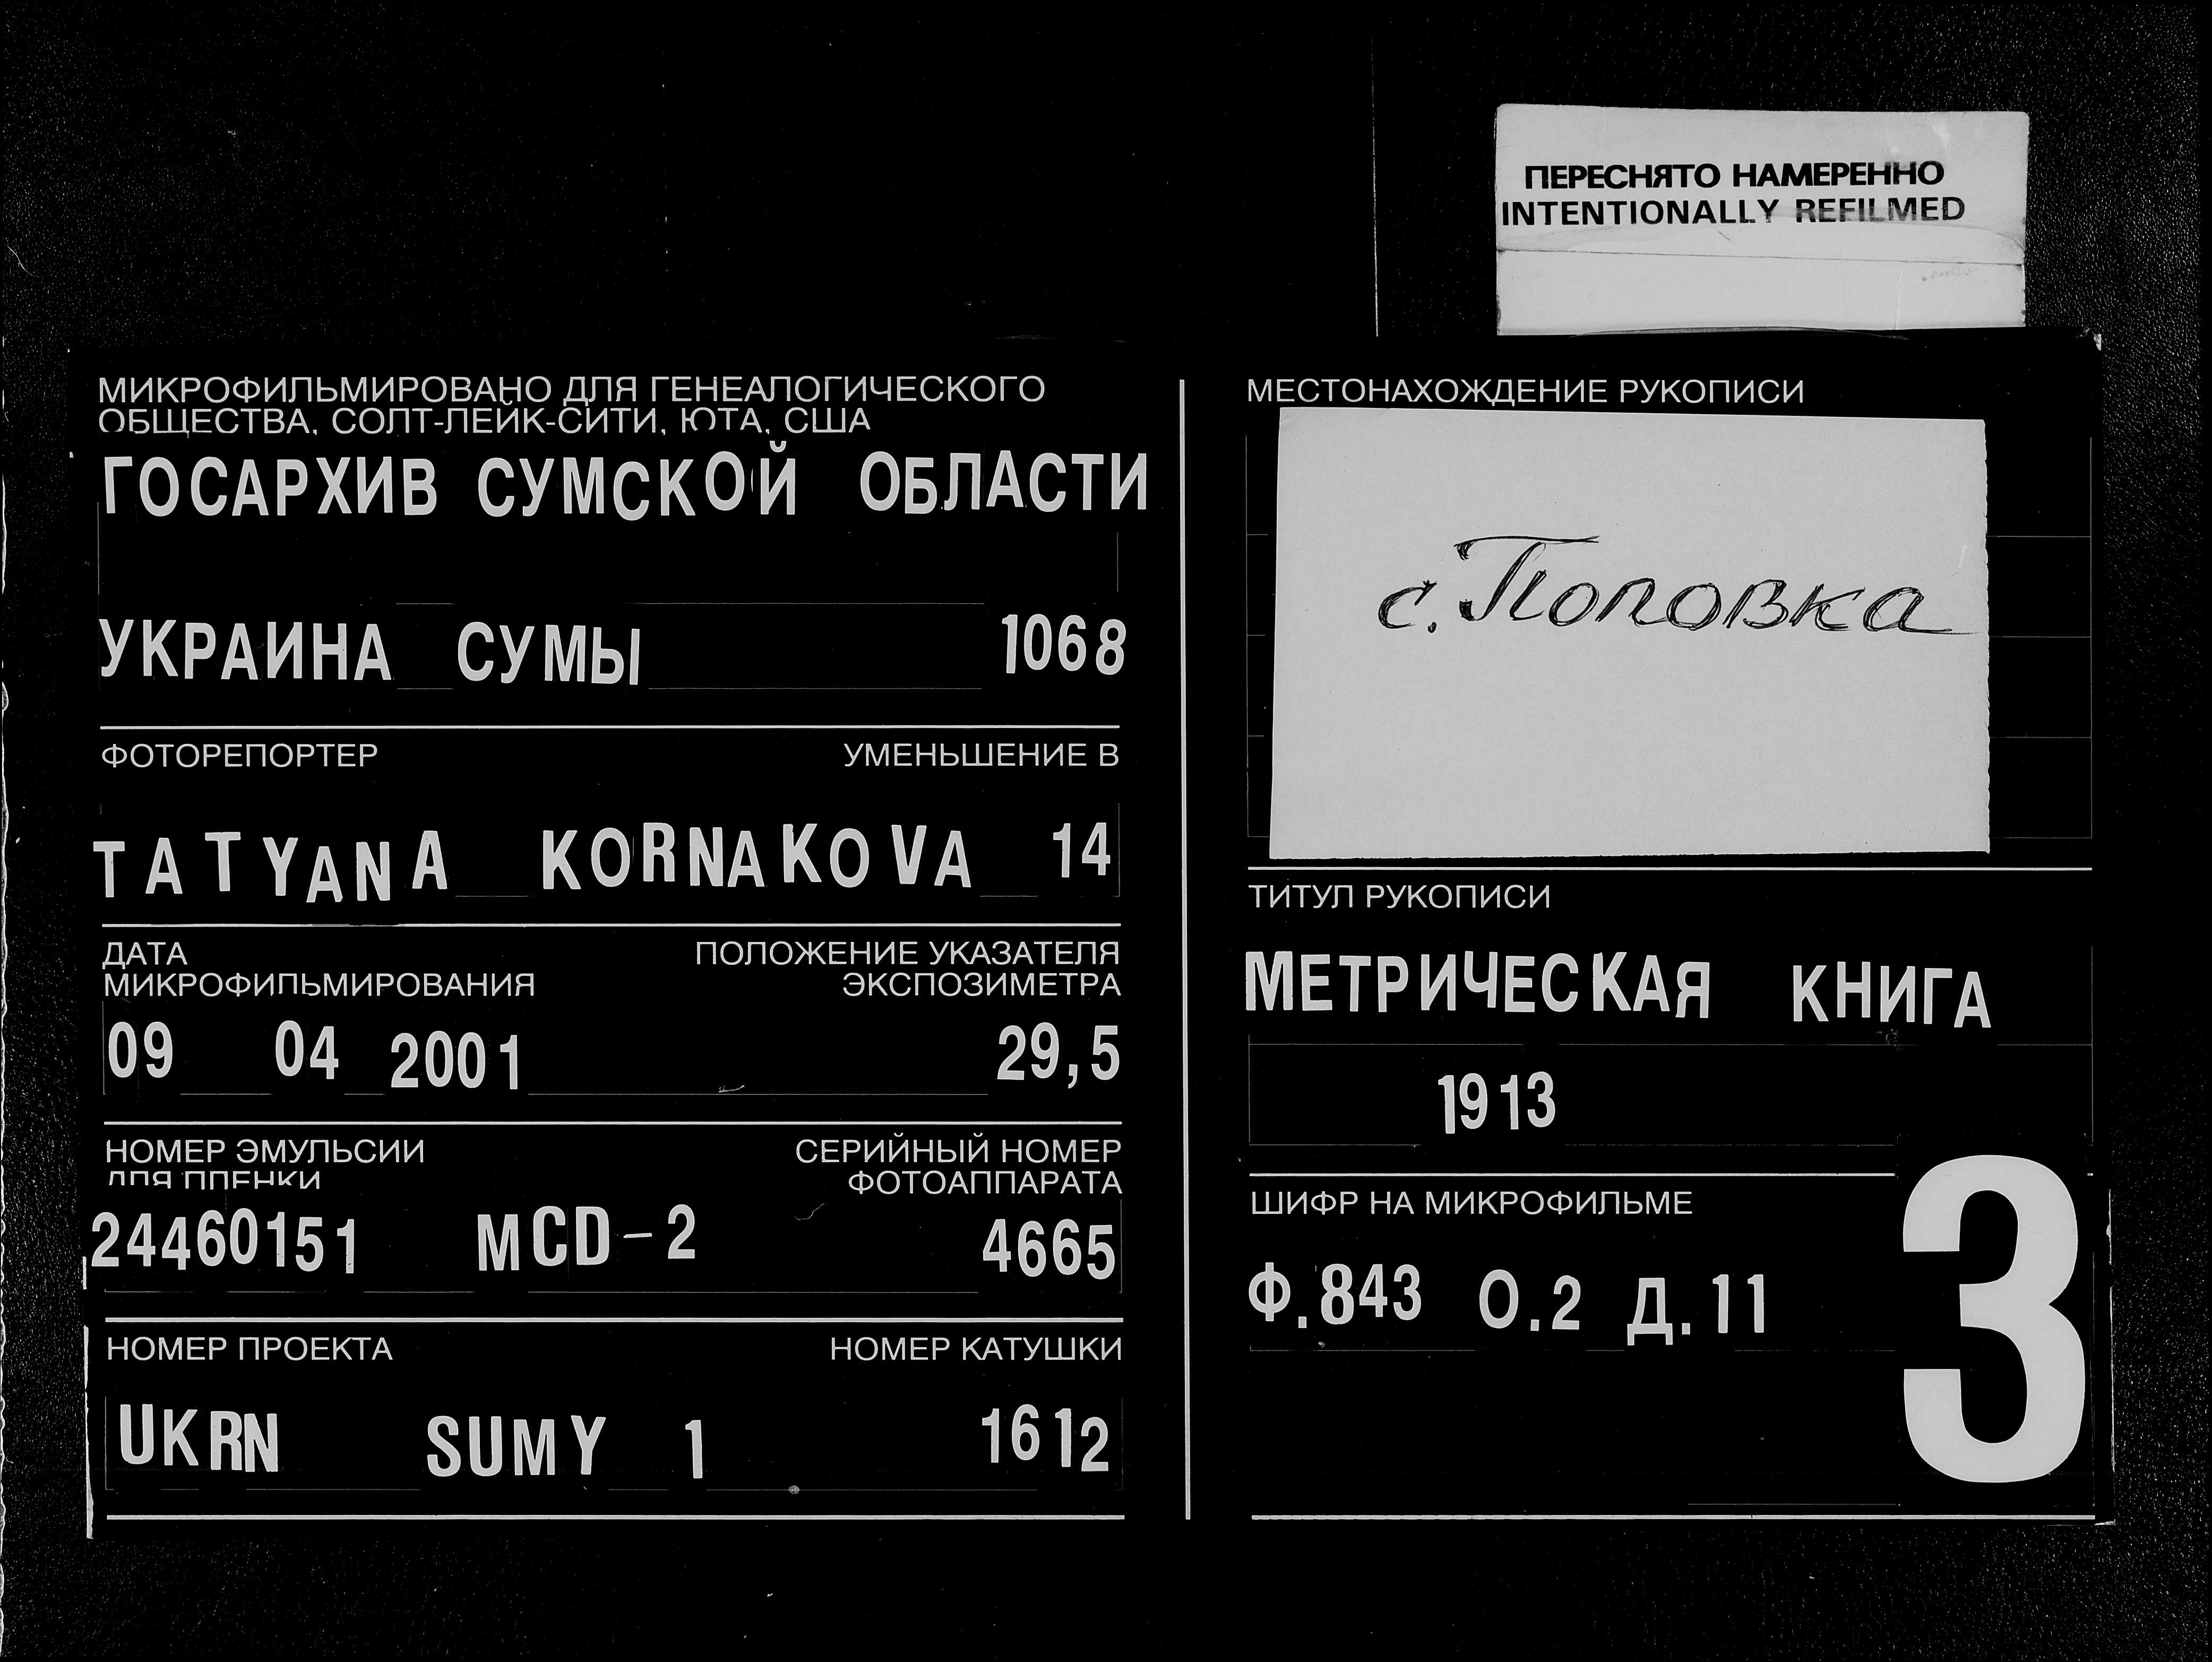 ПЕРЕСНЯТО НАМЕРЕННО
INTENTIONALLY REFILMED
МИКРОФИЛЬМИРОВАНО ДЛЯ ГЕНЕАЛОГИЧЕСКОГО
ОБЩЕСТВА, СОЛТ-ЛЕЙК-СИТИ, ЮТА, США
ГОСАРХИВ СУМСКОЙ ОБЛАСТИ
УКРАИНА СУМЫ 1068
ФОТОРЕПОРТЕР УМЕНЬШЕНИЕ В
TATYANA KORNAKOVA 14
ДАТА
МИКРОФИЛЬМИРОВАНИЯ
ПОЛОЖЕНИЕ УКАЗАТЕЛЯ
ЭКСПОЗИМЕТРА
09 04 2001 29,5
НОМЕР ЭМУЛЬСИИ
ДЛЯ ПЛЕНКИ
СЕРИЙНЫЙ НОМЕР
ФОТОАППАРАТА
24460151 MCD-2 4665
НОМЕР ПРОЕКТА НОМЕР КАТУШКИ
UKRN SUMY 1 1612
МЕСТОНАХОЖДЕНИЕ РУКОПИСИ
с. Поповка
ТИТУЛ РУКОПИСИ
МЕТРИЧЕСКАЯ КНИГА
1913
ШИФР НА МИКРОФИЛЬМЕ
Ф.843 О.2 Д.11
3